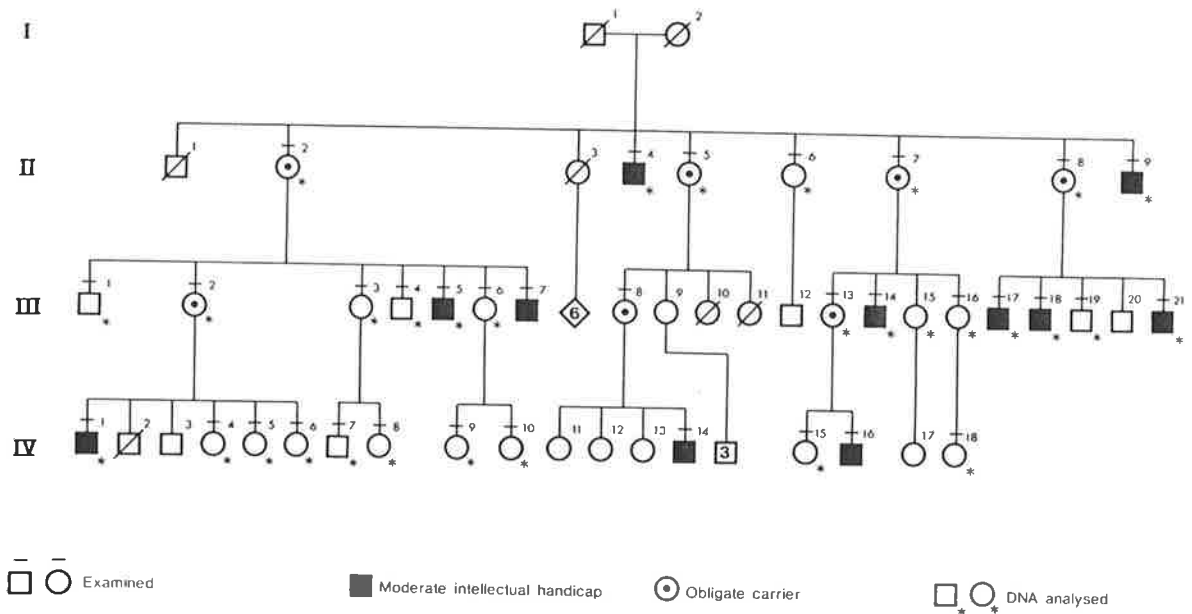 I
1 2
II
1 2 3 4 5 6 7 8 9
* * * * * * *
III
1 2 3 4 5 6 7 6 8 9 10 11 12 13 14 15 16 17 18 19 20 21
* * * * * * * * * * * * *
IV
1 2 3 4 5 6 7 8 9 10 11 12 13 14 3 15 16 17 18
* * * * * * * * * *
Examined
Moderate intellectual handicap
Obligate carrier
* * DNA analysed